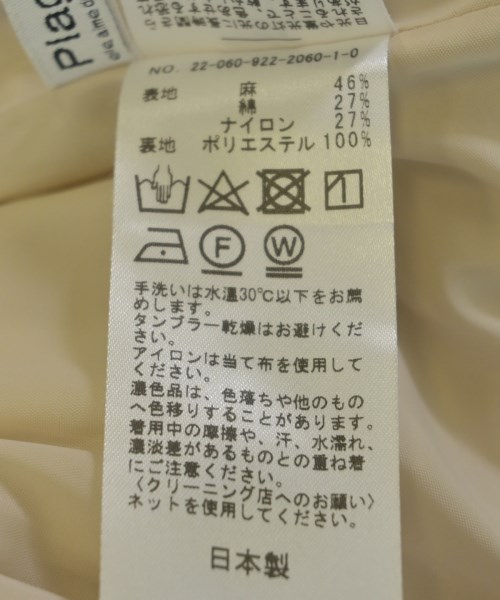 Plag
NO. 22-060-922-2060-1-0
表地 麻 46%
綿 27%
ナイロン 27%
裏地 ポリエステル 100%
F W
手洗いは水温30℃以下をお薦
めします。
タンブラー乾燥はお避けくだ
さい。
アイロンは当て布を使用して
ください。
濃色品は、色落ちや他のもの
へ色移りすることがあります。
着用中の摩擦や、汗、水濡れ、
濃淡差があるものとの重ね着
にご注意ください。
〈クリーニング店へのお願い〉
ネットを使用してください。
日本製